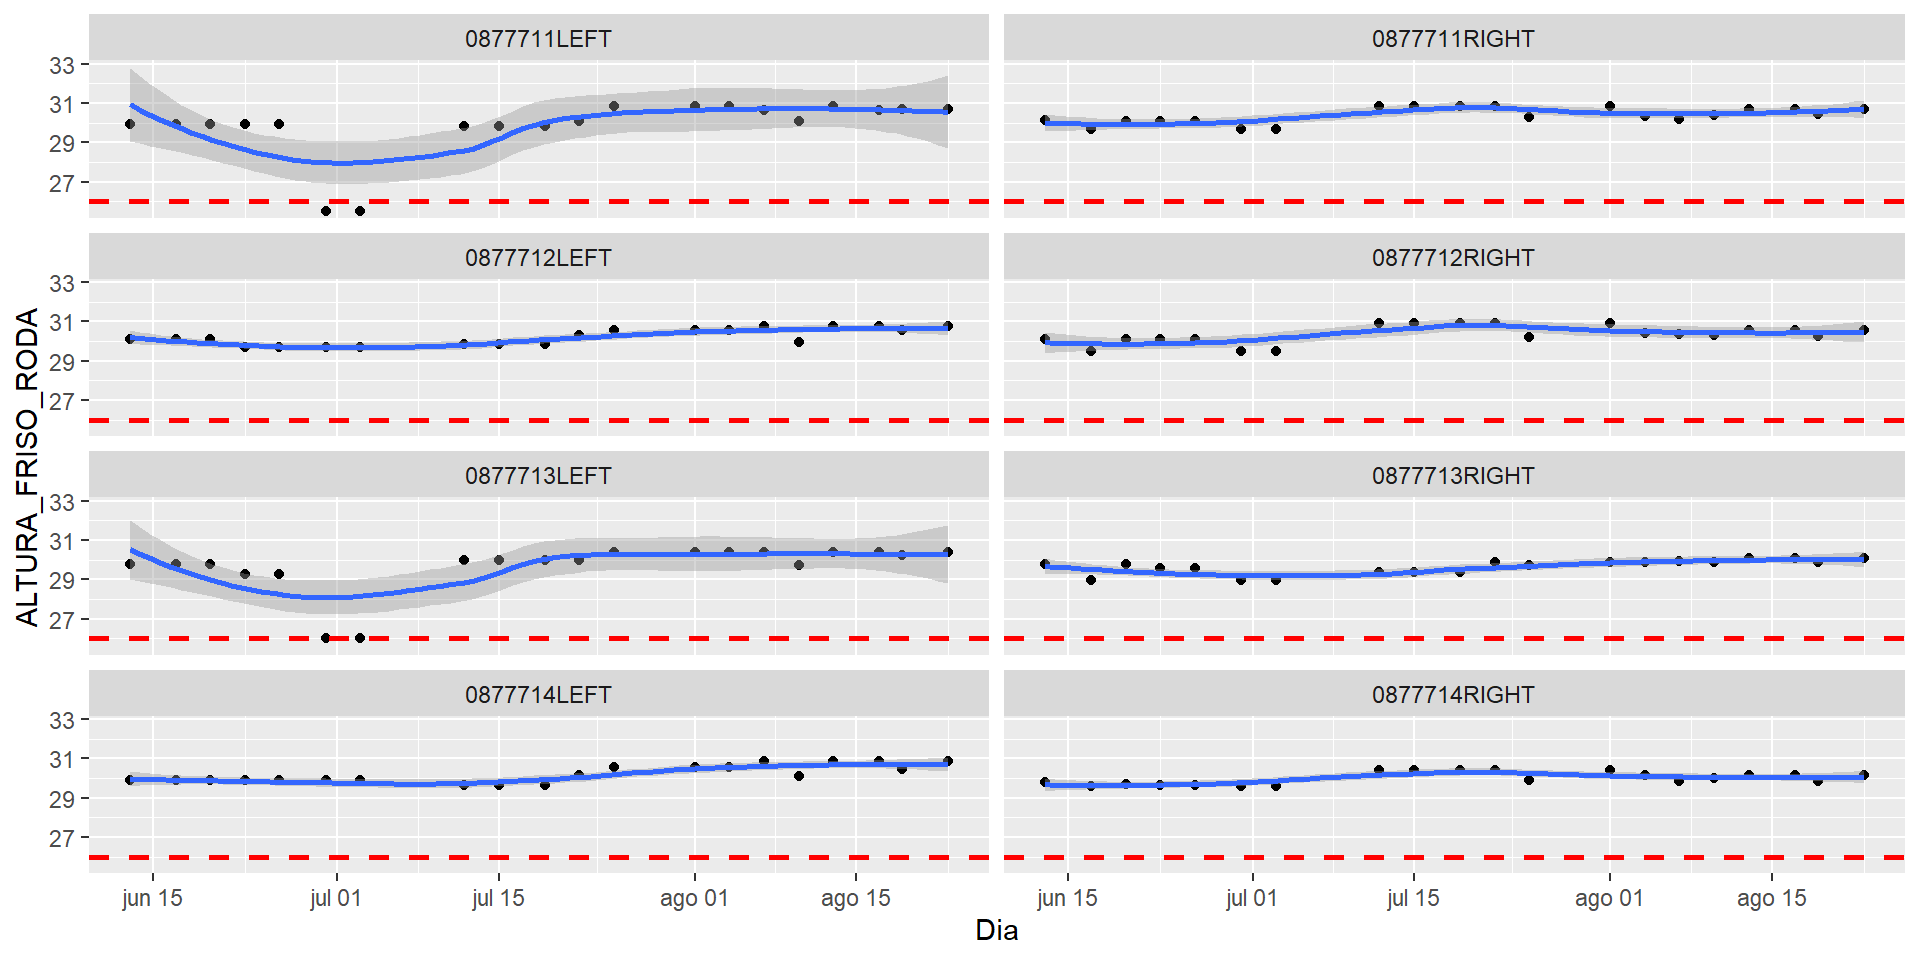 0877711LEFT
0877711RIGHT
33
31
29
27
0877712LEFT
0877712RIGHT
33
31
29
27
0877713LEFT
0877713RIGHT
33
31
29
27
0877714LEFT
0877714RIGHT
33
31
29
27
ALTURA_FRISO_RODA
jun 15
jul 01
jul 15
ago 01
ago 15
jun 15
jul 01
jul 15
ago 01
ago 15
Dia